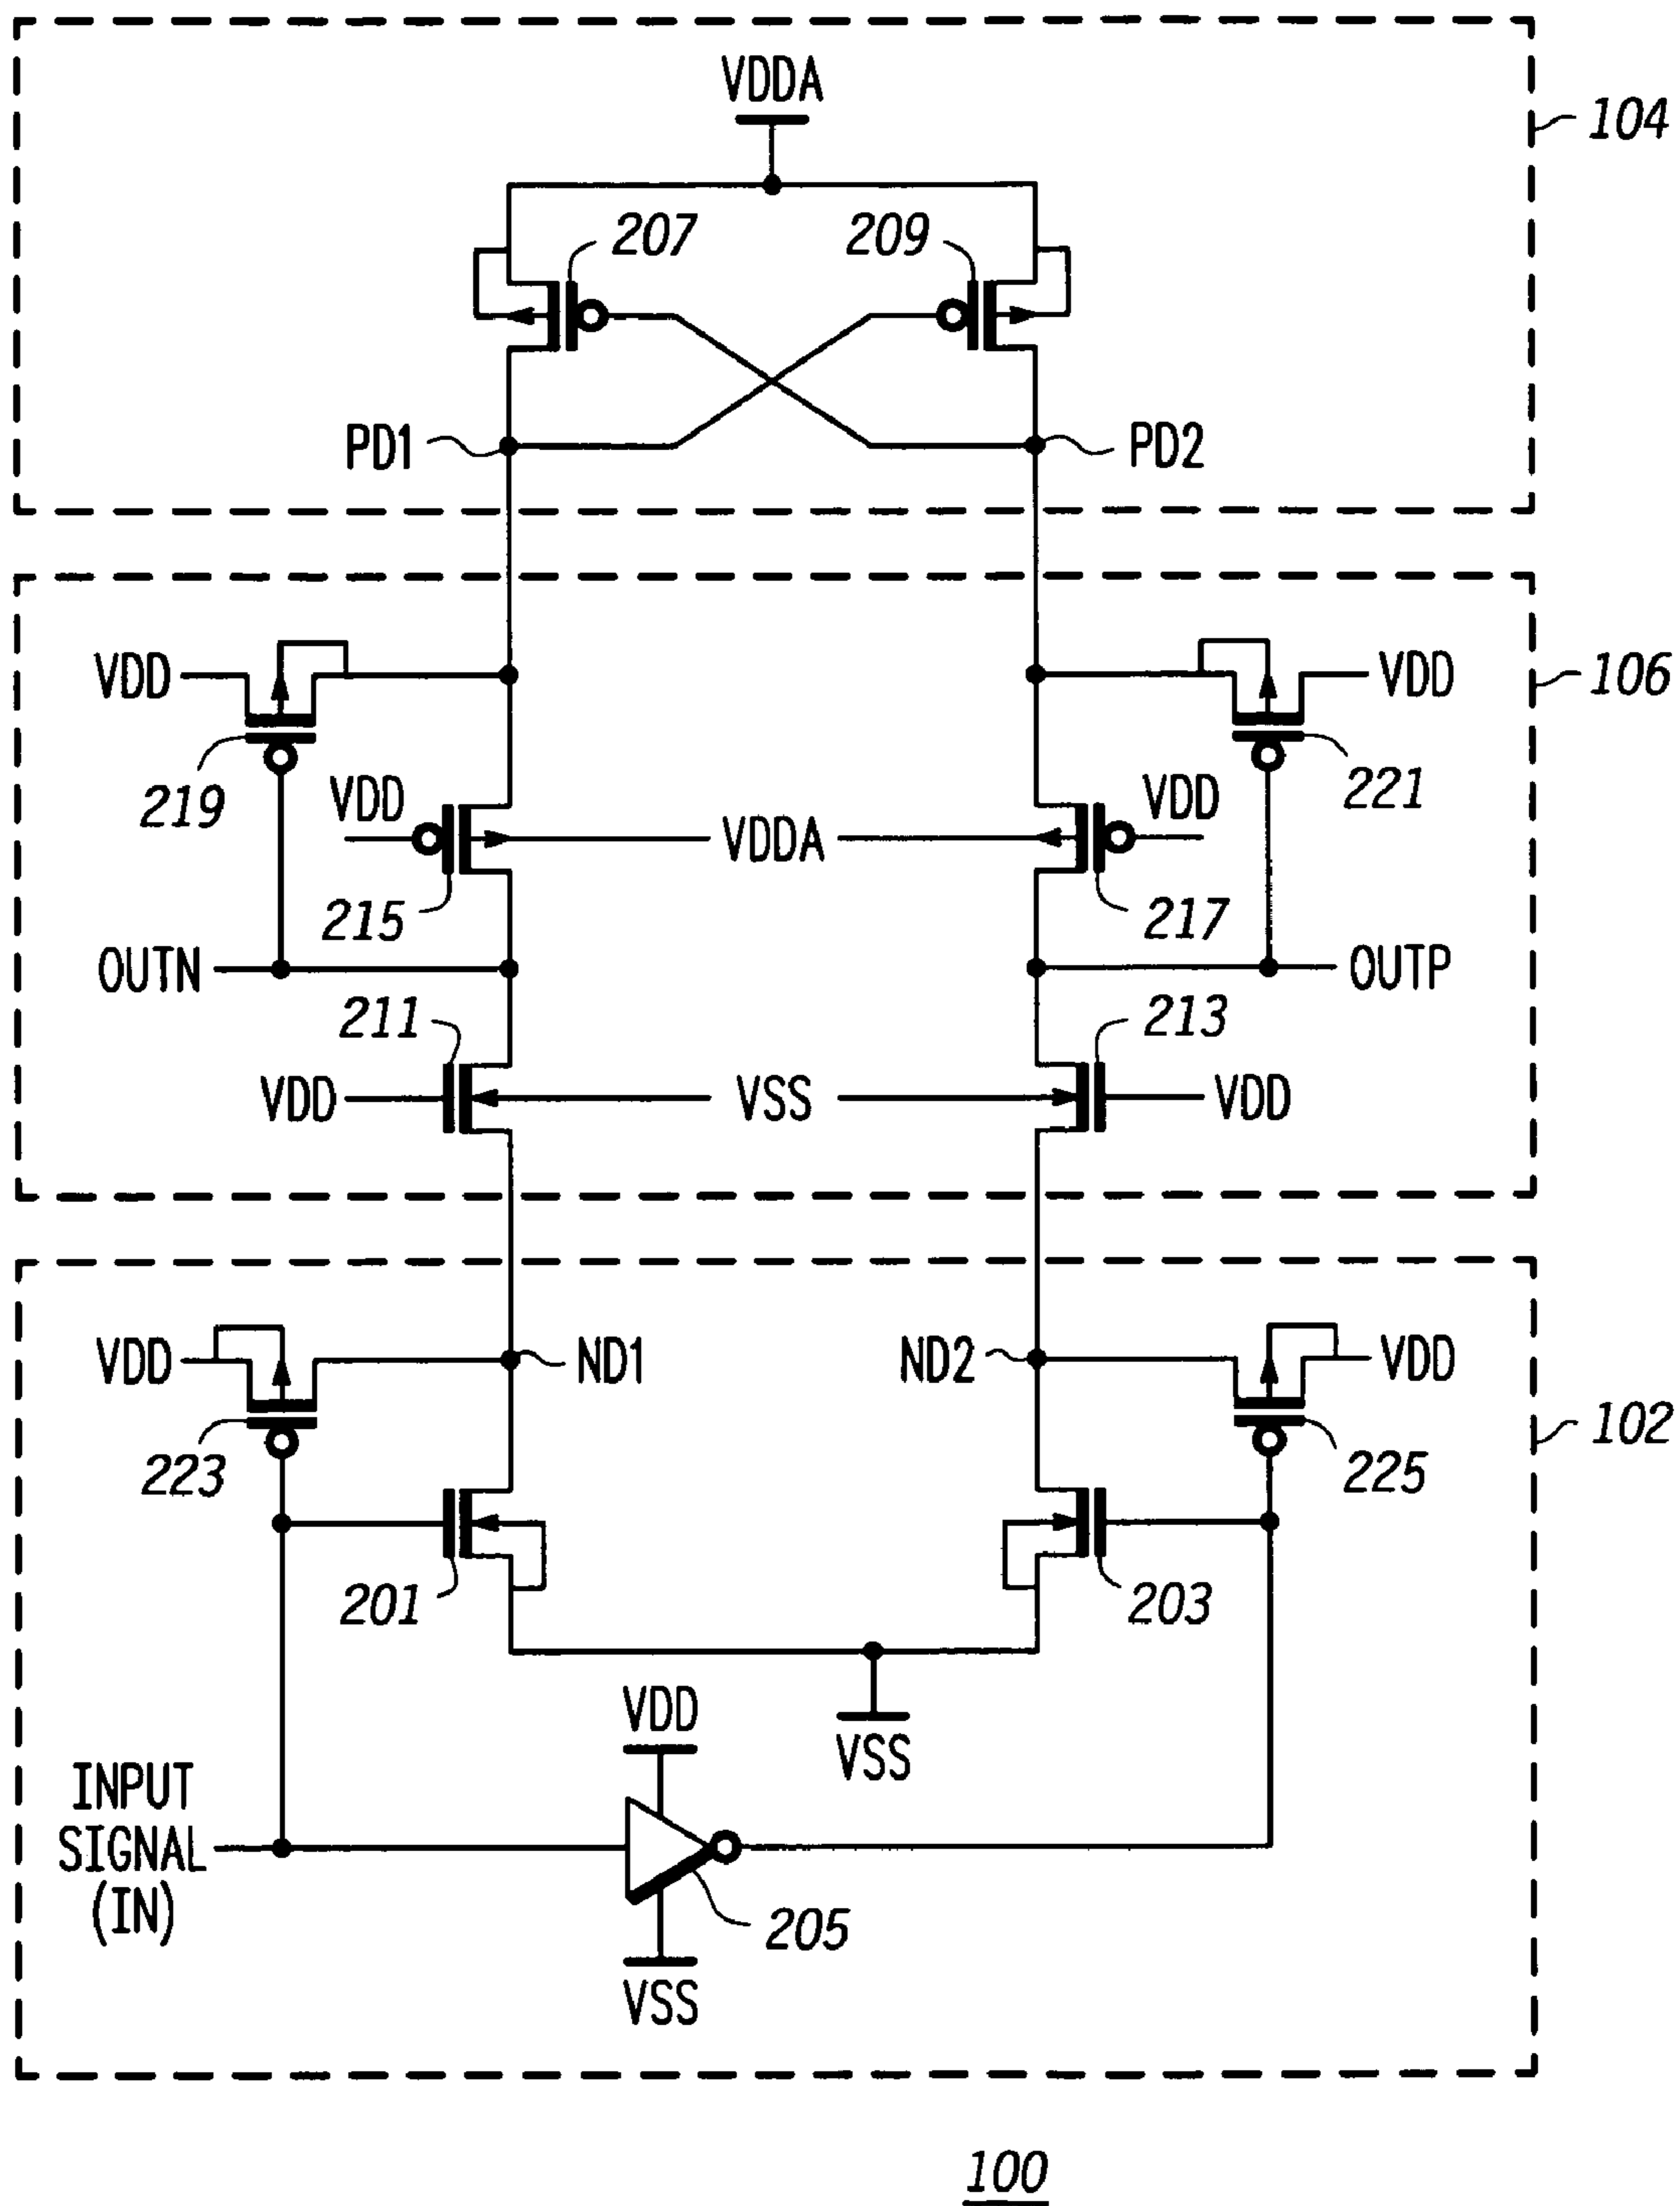 VDDA
104
207
209
PD1
PD2
VDD
VDD
106
219
VDD
VDDA
VDD
221
215
217
OUTN
OUTP
211
213
VDD
VSS
VDD
VDD
ND1
ND2
VDD
102
223
225
201
203
VDD
VSS
INPUT
SIGNAL
(IN)
205
VSS
100